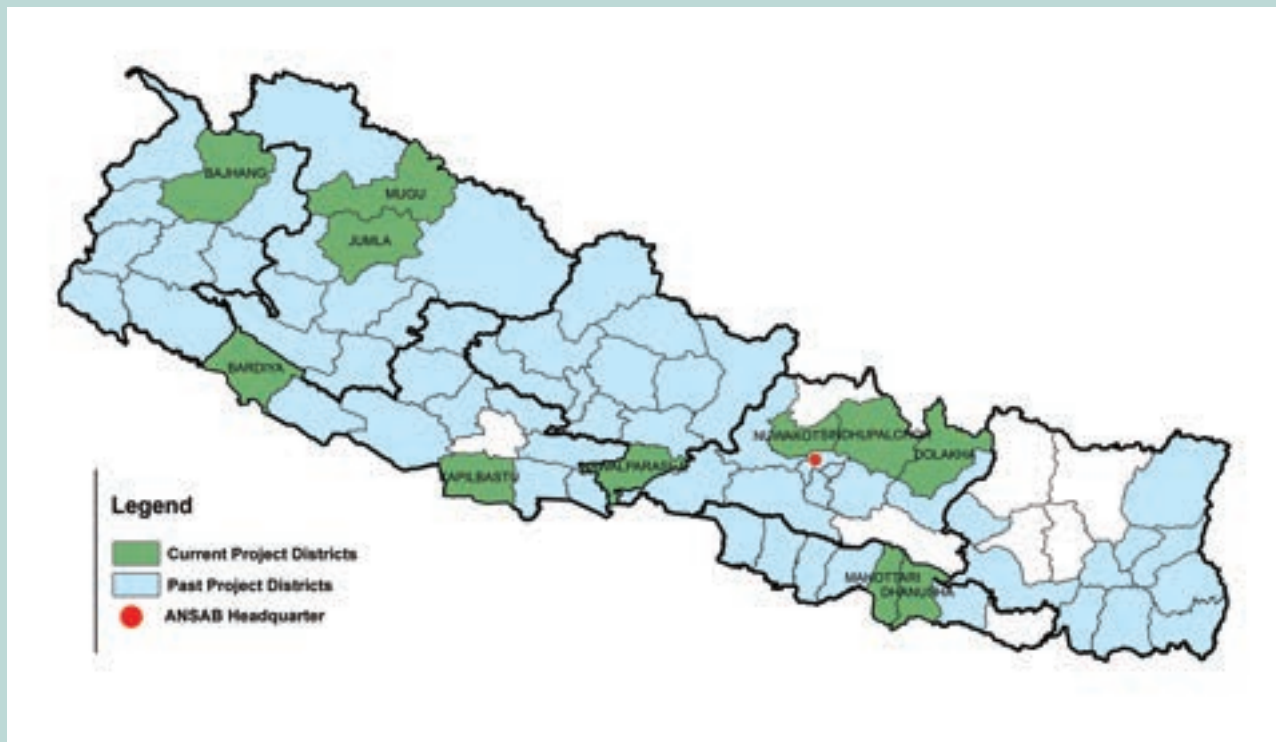 BAJHANG
MUGU
JUMLA
BARDIYA
NUWAKOT
SINDHUPALCHOK
DOLAKHA
KAPILBASTU
NAWALPARASI
MAHOTTARI
DHANUSHA
Legend
Current Project Districts
Past Project Districts
ANSAB Headquarter